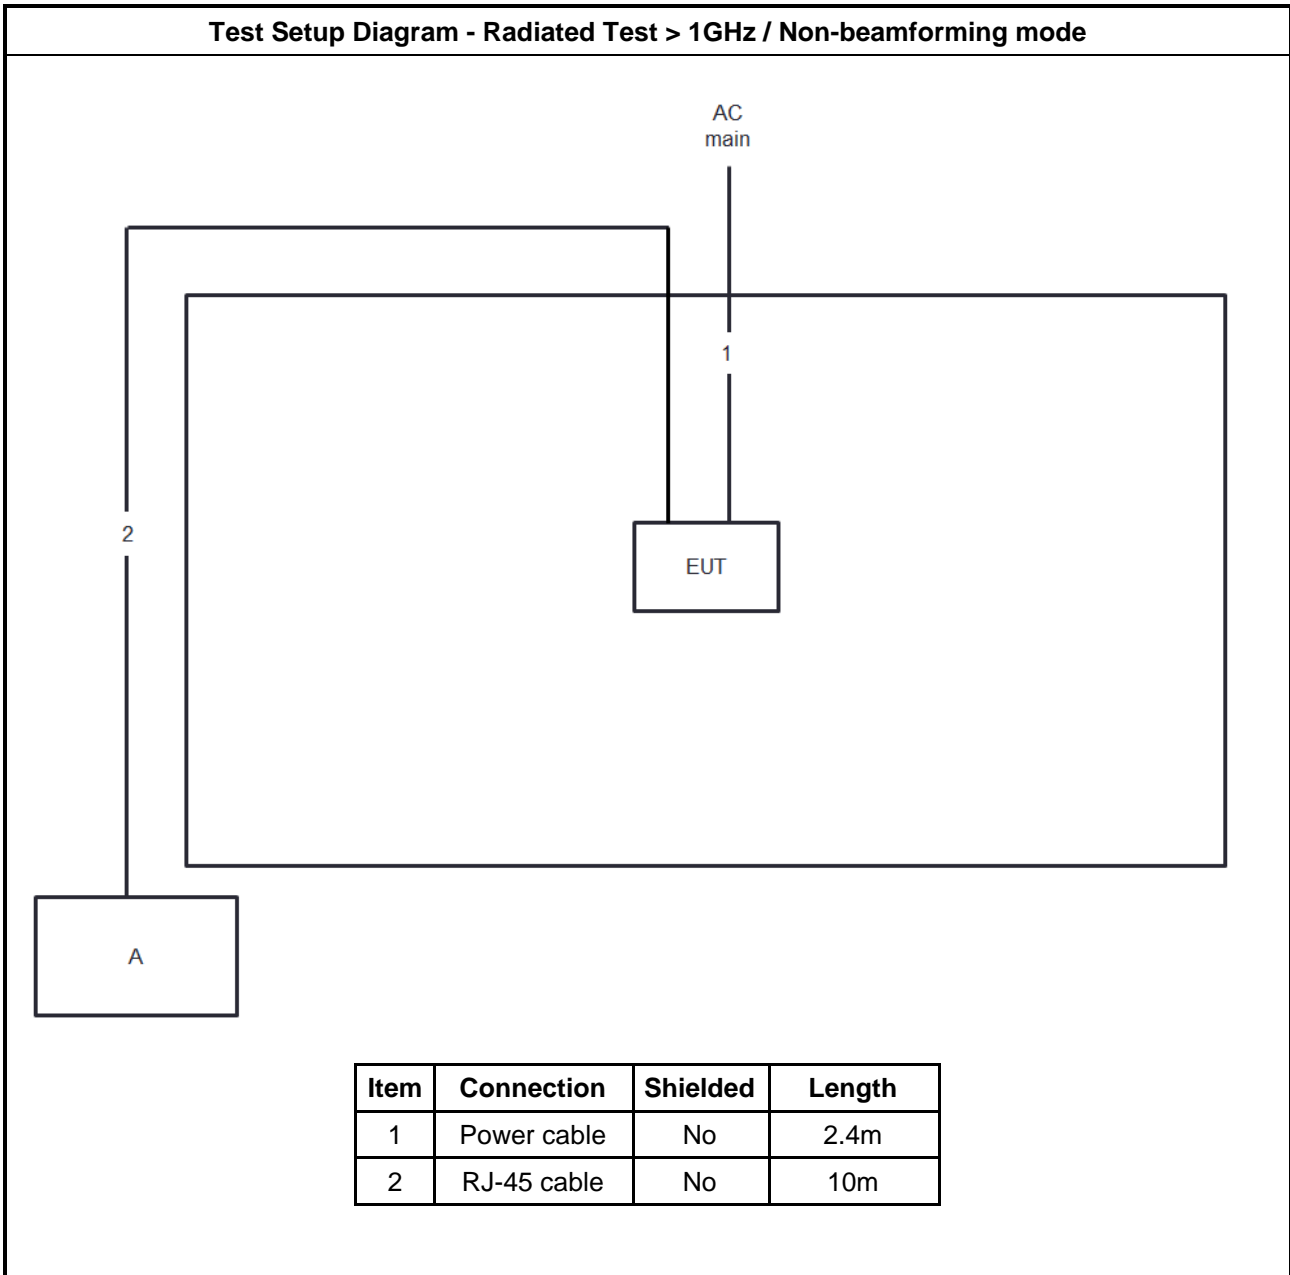 Test Setup Diagram - Radiated Test > 1GHz / Non-beamforming mode
AC
main
1
2
EUT
A
Item Connection Shielded Length
1 Power cable No 2.4m
2 RJ-45 cable No 10m